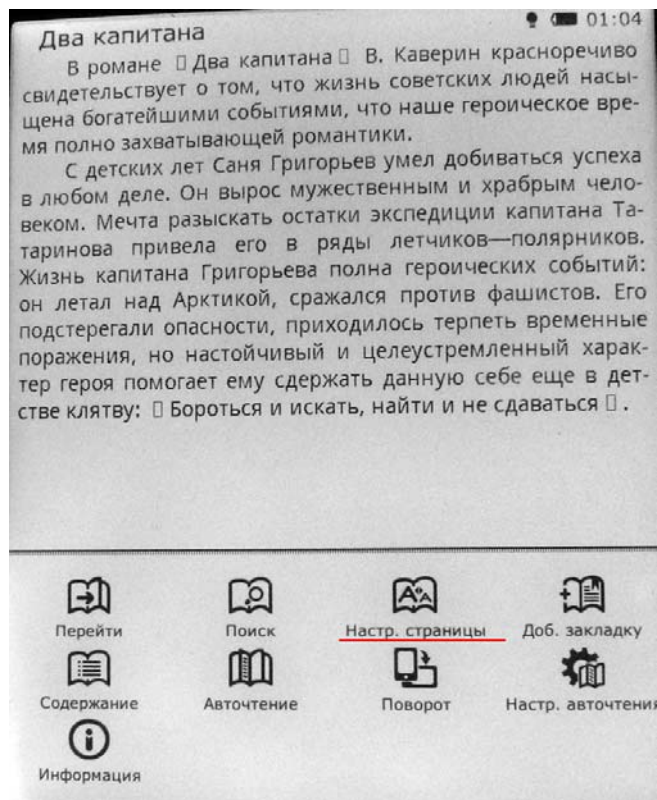 Два капитана
01:04
В романе ▯Два капитана▯ В. Каверин красноречиво
свидетельствует о том, что жизнь советских людей насы-
щена богатейшими событиями, что наше героическое вре-
мя полно захватывающей романтики.
С детских лет Саня Григорьев умел добиваться успеха
в любом деле. Он вырос мужественным и храбрым чело-
веком. Мечта разыскать остатки экспедиции капитана Та-
таринова привела его в ряды летчиков—полярников.
Жизнь капитана Григорьева полна героических событий:
он летал над Арктикой, сражался против фашистов. Его
подстерегали опасности, приходилось терпеть временные
поражения, но настойчивый и целеустремленный харак-
тер героя помогает ему сдержать данную себе еще в дет-
стве клятву: ▯Бороться и искать, найти и не сдаваться▯.
Перейти
Поиск
Настр. страницы
Доб. закладку
Содержание
Авточтение
Поворот
Настр. авточтения
Информация